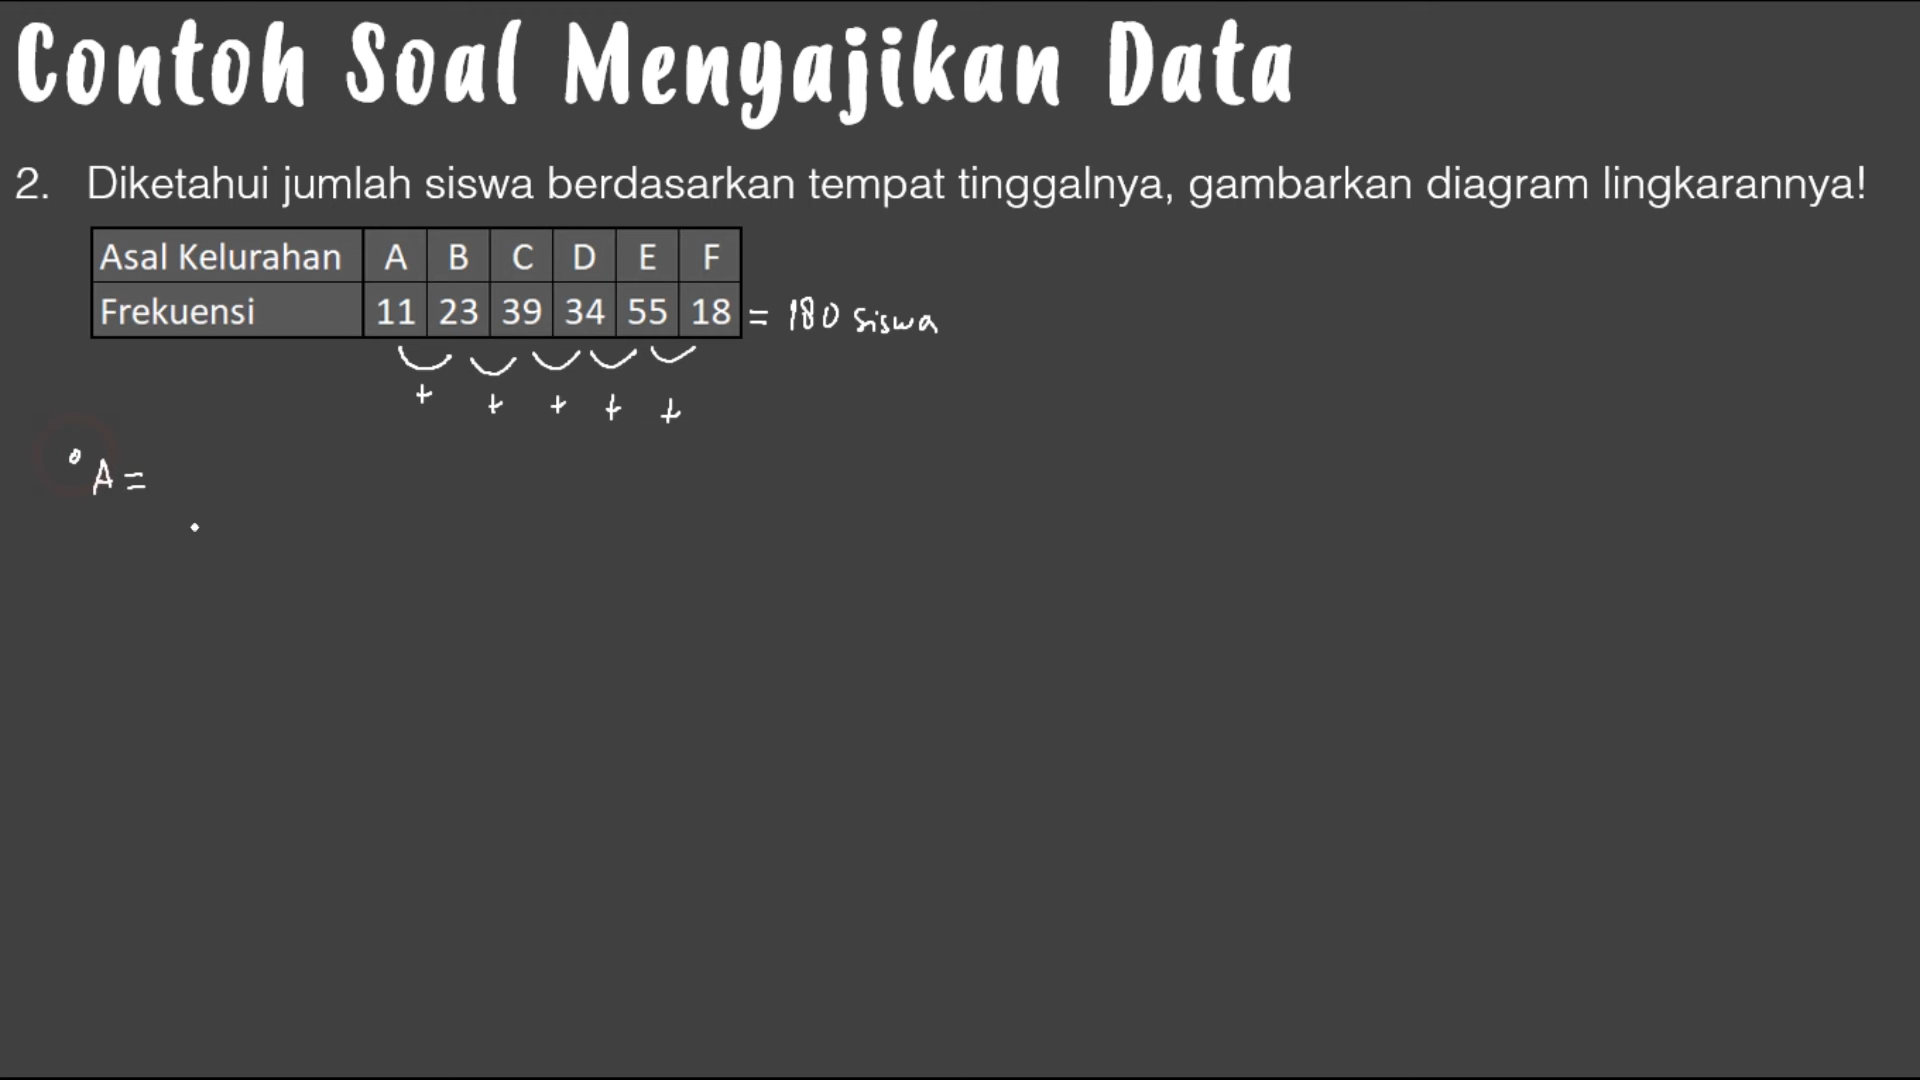 Contoh Soal Menyajikan Data
2. Diketahui jumlah siswa berdasarkan tempat tinggalnya, gambarkan diagram lingkarannya!
Asal Kelurahan A B C D E F
Frekuensi 11 23 39 34 55 18 = 180 siswa
+ + + + +
° A =